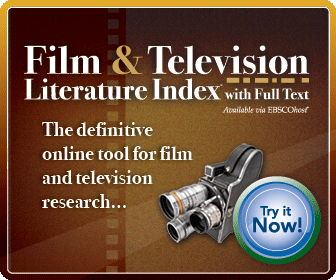 Film & Television
Literature Index™ with Full Text
Available via EBSCOhost®
The definitive
online tool for film
and television
research...
Try it
Now!